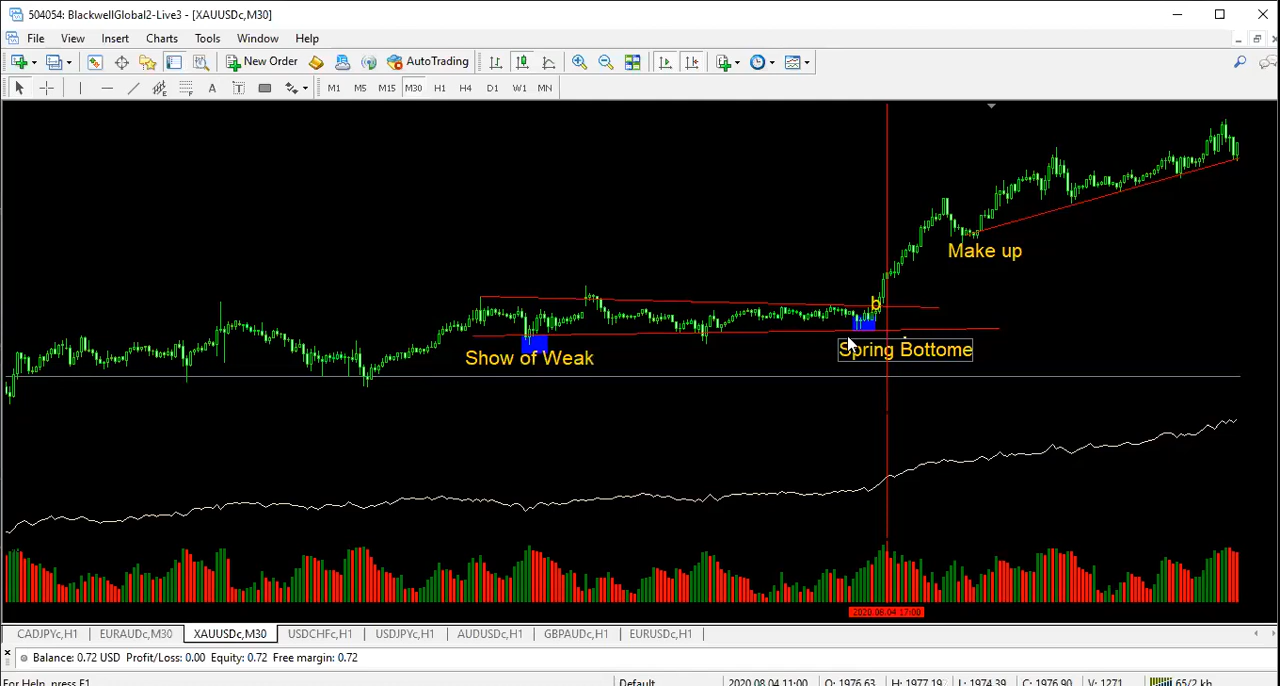 504054: BlackwellGlobal2-Live3 - [XAUUSDc,M30]
File View Insert Charts Tools Window Help
New Order AutoTrading
M1 M5 M15 M30 H1 H4 D1 W1 MN
b
Make up
Show of Weak
Spring Bottome
2020.08.04 17:00
CADJPYc,H1 EURAUDc,M30 XAUUSDc,M30 USDCHFc,H1 USDJPYc,H1 AUDUSDc,H1 GBPAUDc,H1 EURUSDc,H1
Balance: 0.72 USD Profit/Loss: 0.00 Equity: 0.72 Free margin: 0.72
For Help, press F1 Default 2020.08.04 11:00 O: 1976.63 H: 1977.19 L: 1974.39 C: 1976.90 V: 1271 65/2 kb